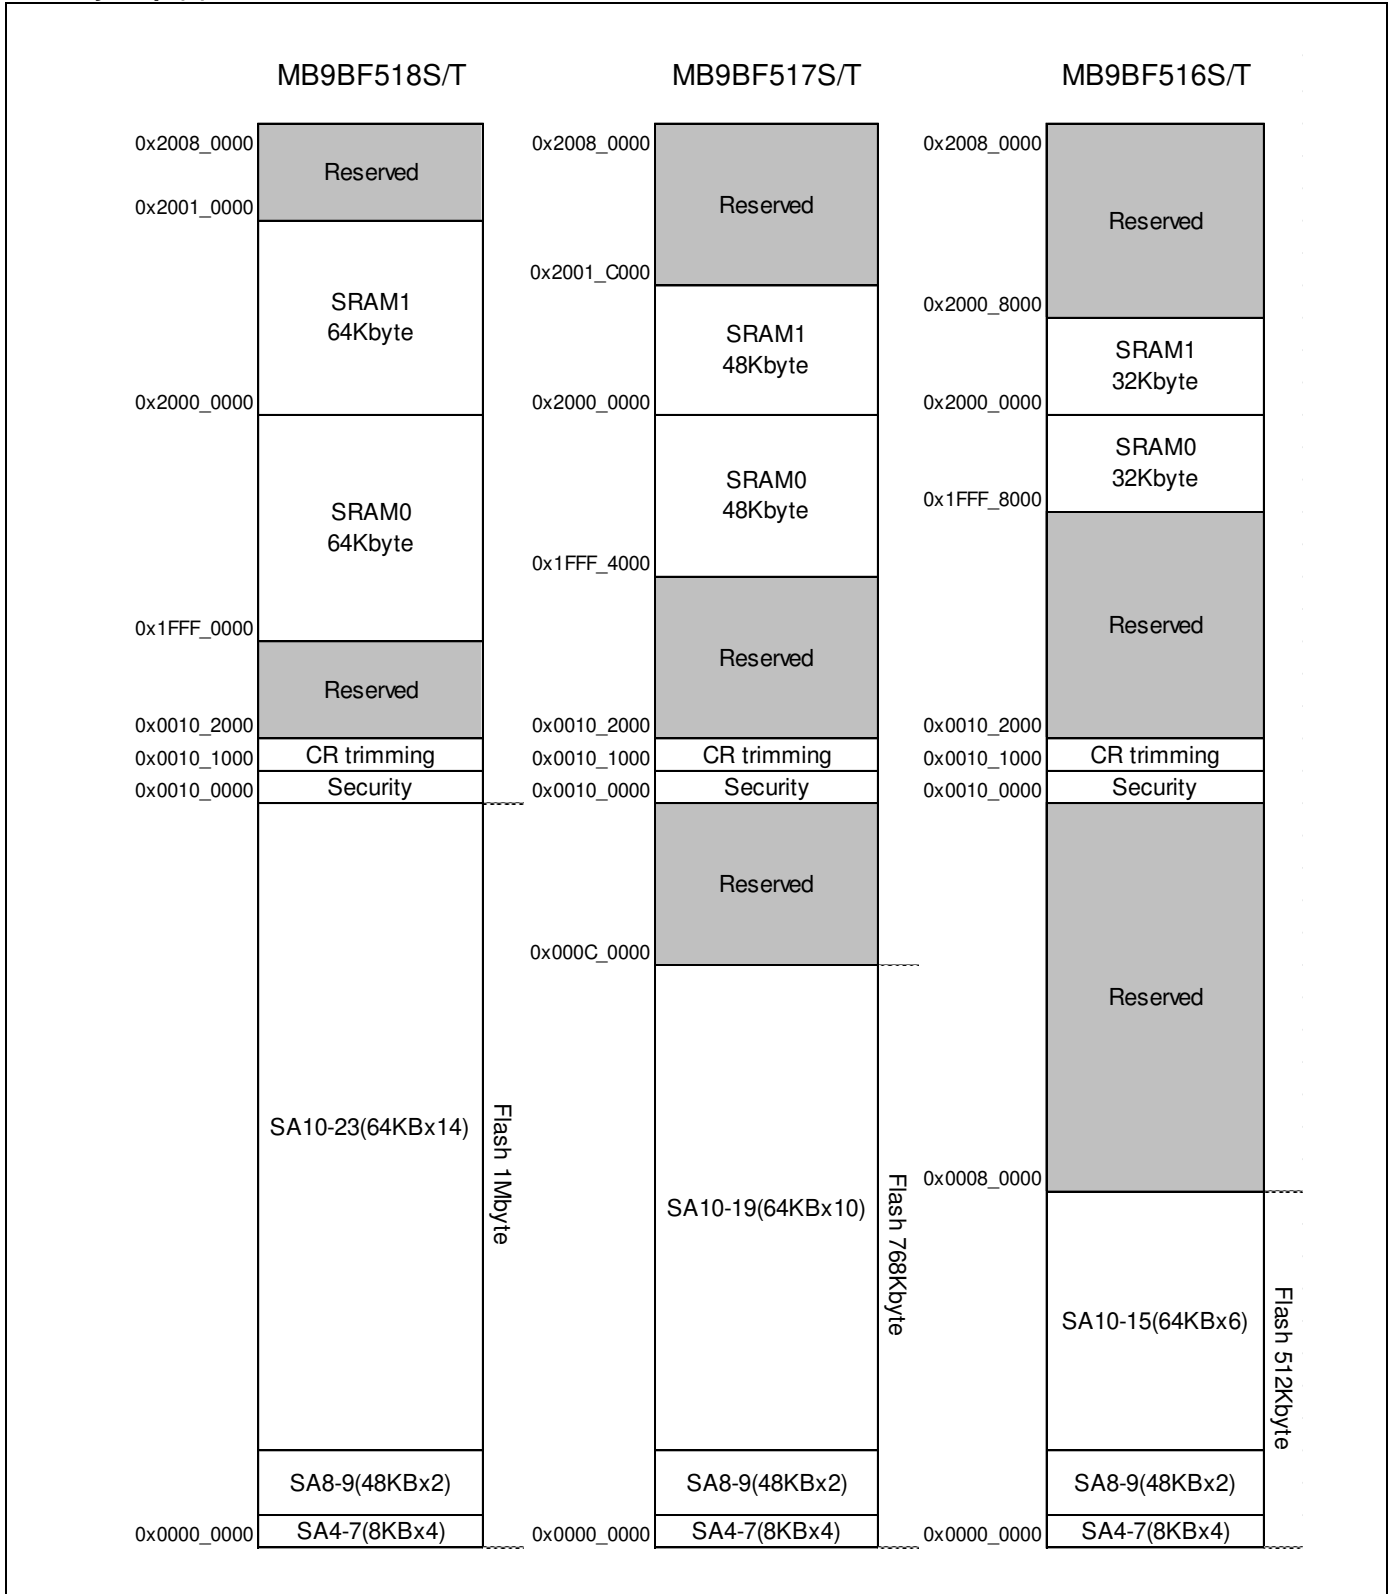 MB9BF518S/T
0x2008_0000
Reserved
0x2001_0000
SRAM1
64Kbyte
0x2000_0000
SRAM0
64Kbyte
0x1FFF_0000
Reserved
0x0010_2000
CR trimming
0x0010_1000
Security
0x0010_0000
SA10-23(64KBx14)
Flash 1Mbyte
SA8-9(48KBx2)
SA4-7(8KBx4)
0x0000_0000
MB9BF517S/T
0x2008_0000
Reserved
0x2001_C000
SRAM1
48Kbyte
0x2000_0000
SRAM0
48Kbyte
0x1FFF_4000
Reserved
0x0010_2000
CR trimming
0x0010_1000
Security
0x0010_0000
Reserved
0x000C_0000
SA10-19(64KBx10)
Flash 768Kbyte
SA8-9(48KBx2)
SA4-7(8KBx4)
0x0000_0000
MB9BF516S/T
0x2008_0000
Reserved
0x2000_8000
SRAM1
32Kbyte
0x2000_0000
SRAM0
32Kbyte
0x1FFF_8000
Reserved
0x0010_2000
CR trimming
0x0010_1000
Security
0x0010_0000
Reserved
0x0008_0000
SA10-15(64KBx6)
Flash 512Kbyte
SA8-9(48KBx2)
SA4-7(8KBx4)
0x0000_0000